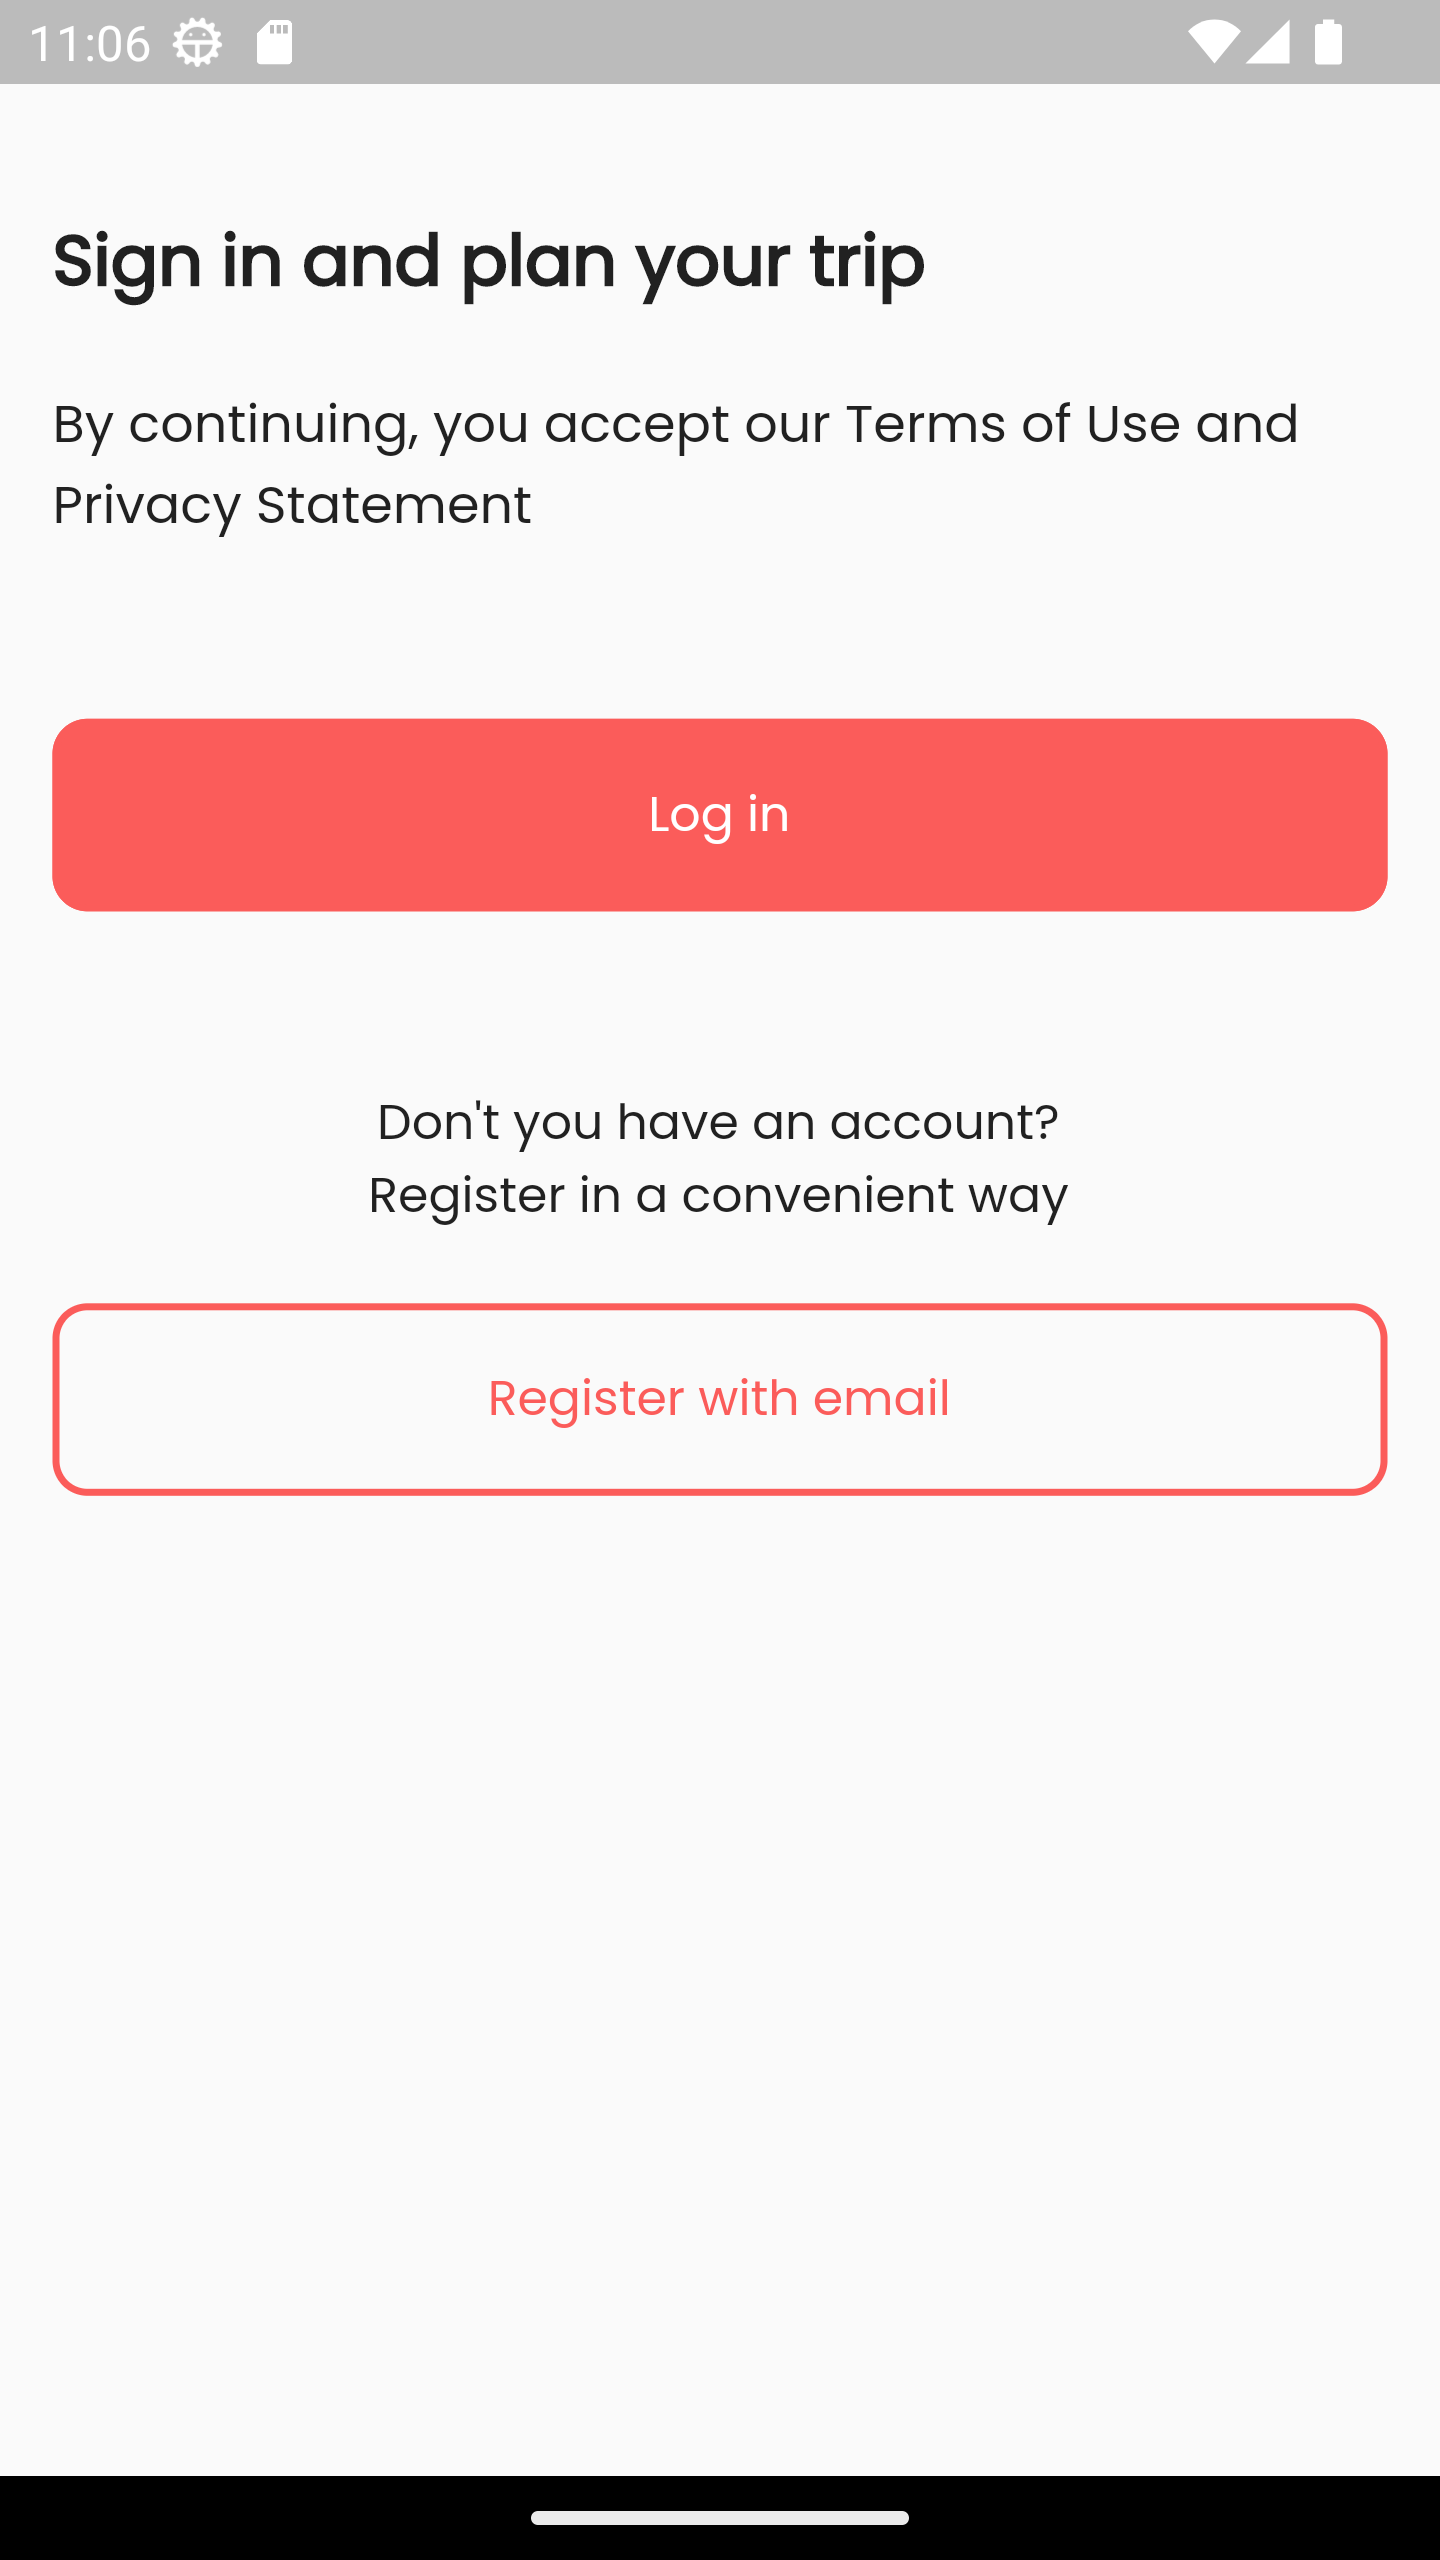 11:06
Sign in and plan your trip
By continuing, you accept our Terms of Use and
Privacy Statement
Log in
Don't you have an account?
Register in a convenient way
Register with email